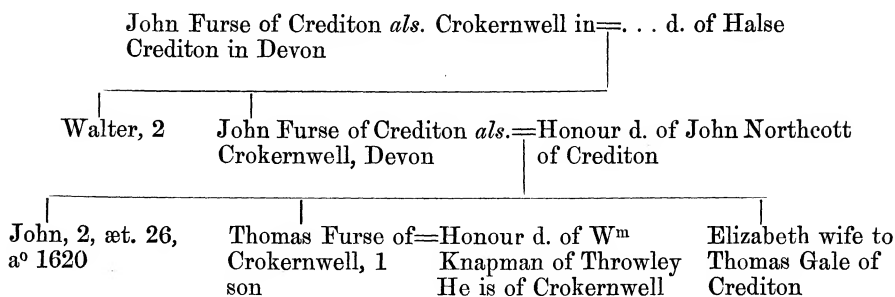 John Furse of Crediton als. Crokernwell in=. . . d. of Halse
Crediton in Devon
Walter, 2
John Furse of Crediton als.=Honour d. of John Northcott
Crokernwell, Devon
of Crediton
John, 2, æt. 26,
aº 1620
Thomas Furse of=Honour d. of Wᵐ
Crokernwell, 1
son
Knapman of Throwley
He is of Crokernwell
Elizabeth wife to
Thomas Gale of
Crediton